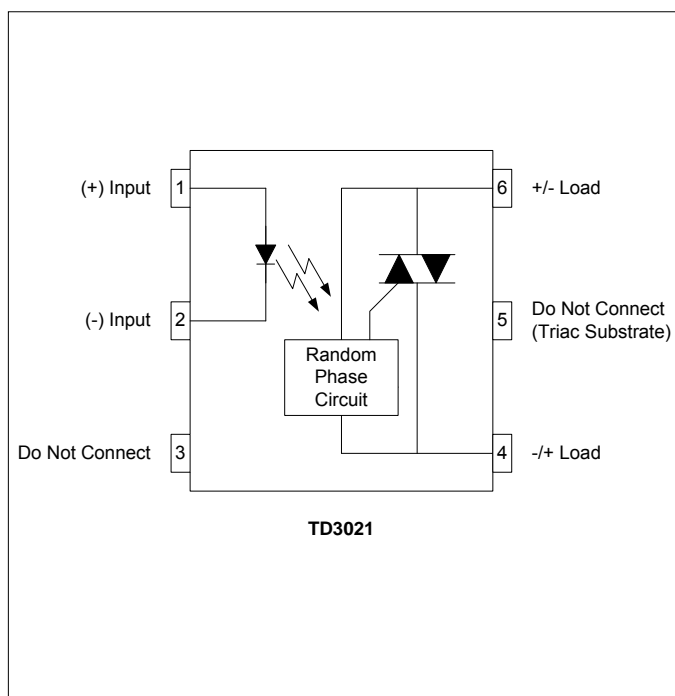 (+) Input
1
6
+/- Load
(-) Input
2
5
Do Not Connect
(Triac Substrate)
Random
Phase
Circuit
Do Not Connect
3
4
-/+ Load
TD3021